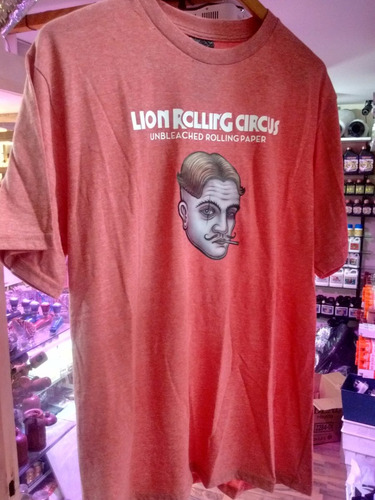 LION ROLLING CIRCUS
UNBLEACHED ROLLING PAPER